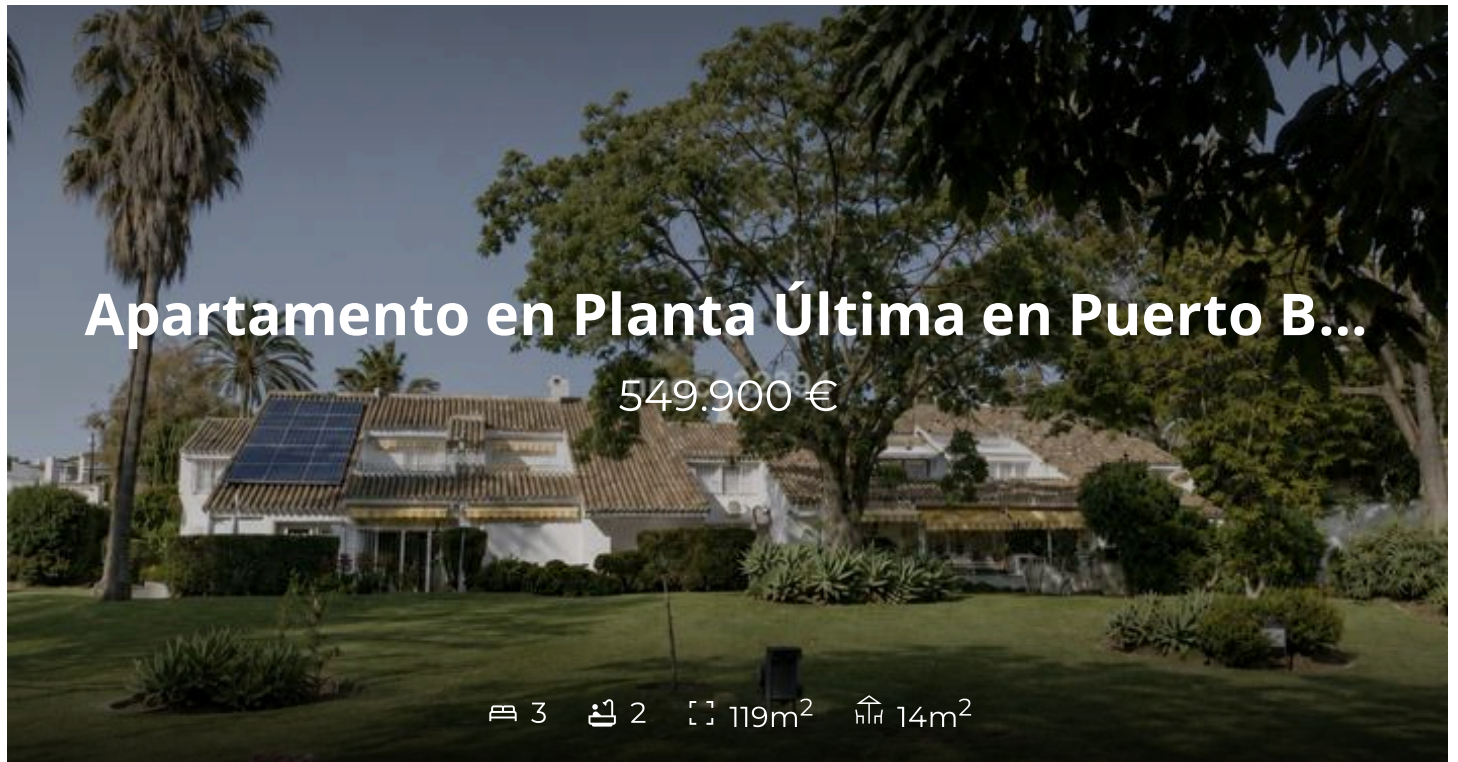 Apartamento en Planta Última en Puerto B...
549.900 €
3 2 119m² 14m²